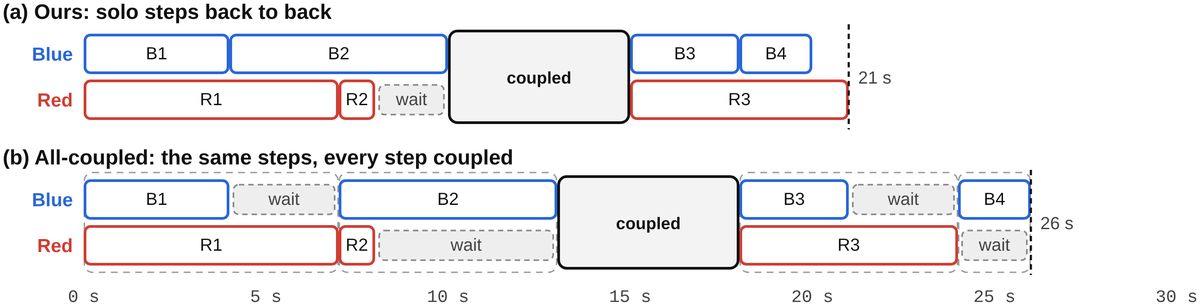 (a) Ours: solo steps back to back
Blue B1 B2 coupled B3 B4
Red R1 R2 wait R3 21 s
(b) All-coupled: the same steps, every step coupled
Blue B1 wait B2 coupled B3 wait B4
Red R1 R2 wait R3 wait 26 s
0 s 5 s 10 s 15 s 20 s 25 s 30 s